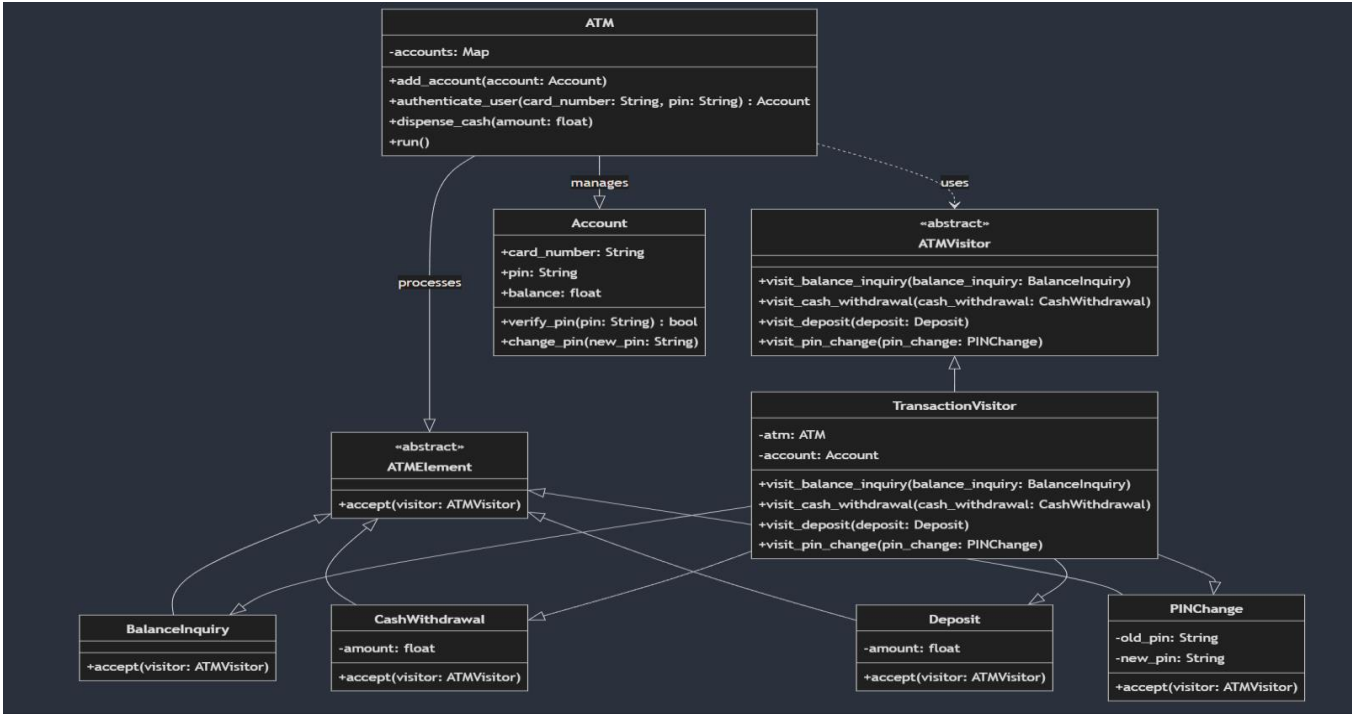 ATM
-accounts: Map
+add_account(account: Account)
+authenticate_user(card_number: String, pin: String) : Account
+dispense_cash(amount: float)
+run()
manages
uses
processes
Account
+card_number: String
+pin: String
+balance: float
+verify_pin(pin: String) : bool
+change_pin(new_pin: String)
«abstract»
ATMVisitor
+visit_balance_inquiry(balance_inquiry: BalanceInquiry)
+visit_cash_withdrawal(cash_withdrawal: CashWithdrawal)
+visit_deposit(deposit: Deposit)
+visit_pin_change(pin_change: PINChange)
TransactionVisitor
-atm: ATM
-account: Account
+visit_balance_inquiry(balance_inquiry: BalanceInquiry)
+visit_cash_withdrawal(cash_withdrawal: CashWithdrawal)
+visit_deposit(deposit: Deposit)
+visit_pin_change(pin_change: PINChange)
«abstract»
ATMElement
+accept(visitor: ATMVisitor)
BalanceInquiry
+accept(visitor: ATMVisitor)
CashWithdrawal
-amount: float
+accept(visitor: ATMVisitor)
Deposit
-amount: float
+accept(visitor: ATMVisitor)
PINChange
-old_pin: String
-new_pin: String
+accept(visitor: ATMVisitor)